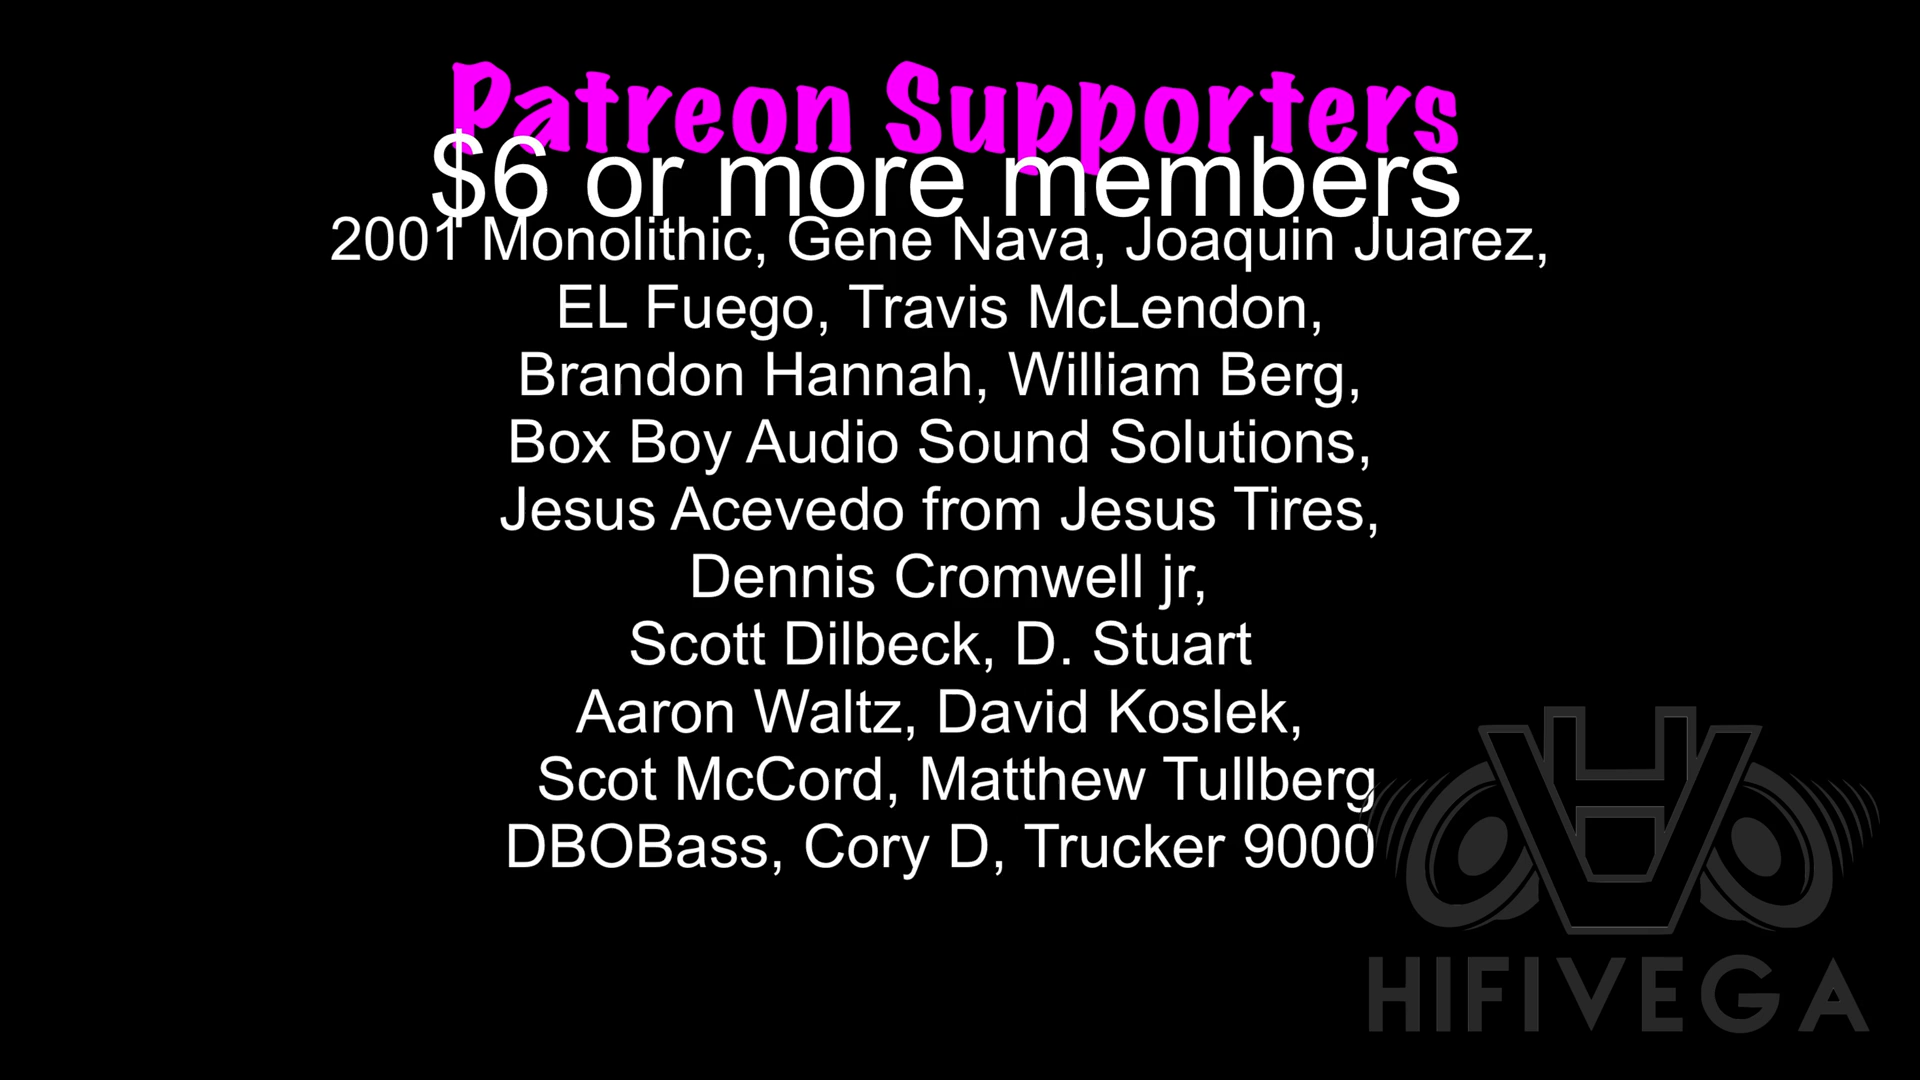 Patreon Supporters
$6 or more members
2001 Monolithic, Gene Nava, Joaquin Juarez,
EL Fuego, Travis McLendon,
Brandon Hannah, William Berg,
Box Boy Audio Sound Solutions,
Jesus Acevedo from Jesus Tires,
Dennis Cromwell jr,
Scott Dilbeck, D. Stuart
Aaron Waltz, David Koslek,
Scot McCord, Matthew Tullberg
DBOBass, Cory D, Trucker 9000
HIFIVEGA